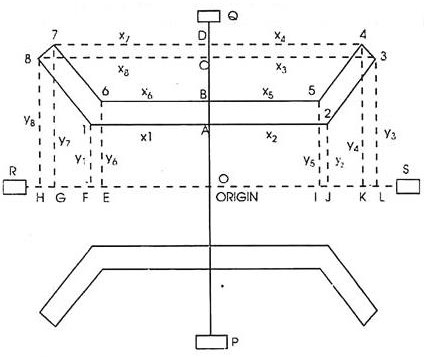 Q
7 x7 D x4 4
8 x8 C x3 3
6 x6 B x5 5
1 x1 A x2 2
y8 y7 y1 y6 y5 y2 y4 y3
R O S
H G F E ORIGIN I J K L
P